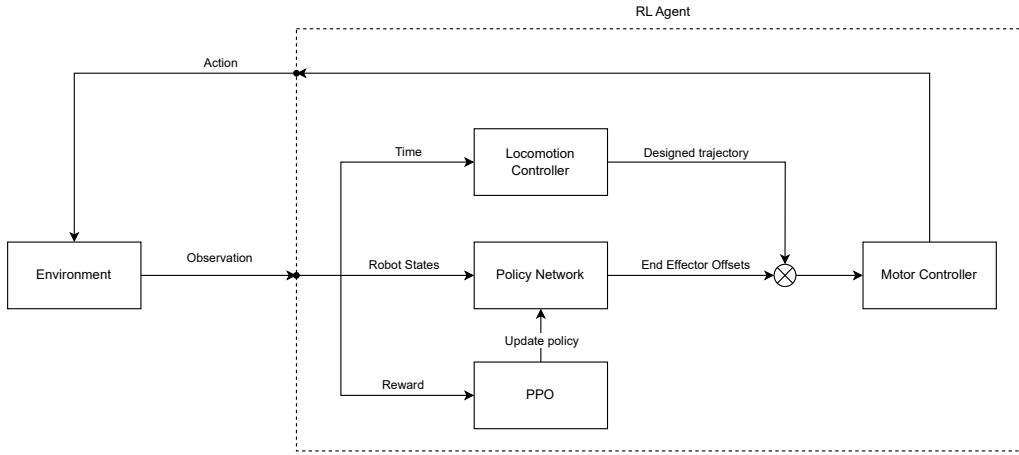 RL Agent
Action
Time
Locomotion
Controller
Designed trajectory
Environment
Observation
Robot States
Policy Network
End Effector Offsets
Motor Controller
Update policy
Reward
PPO